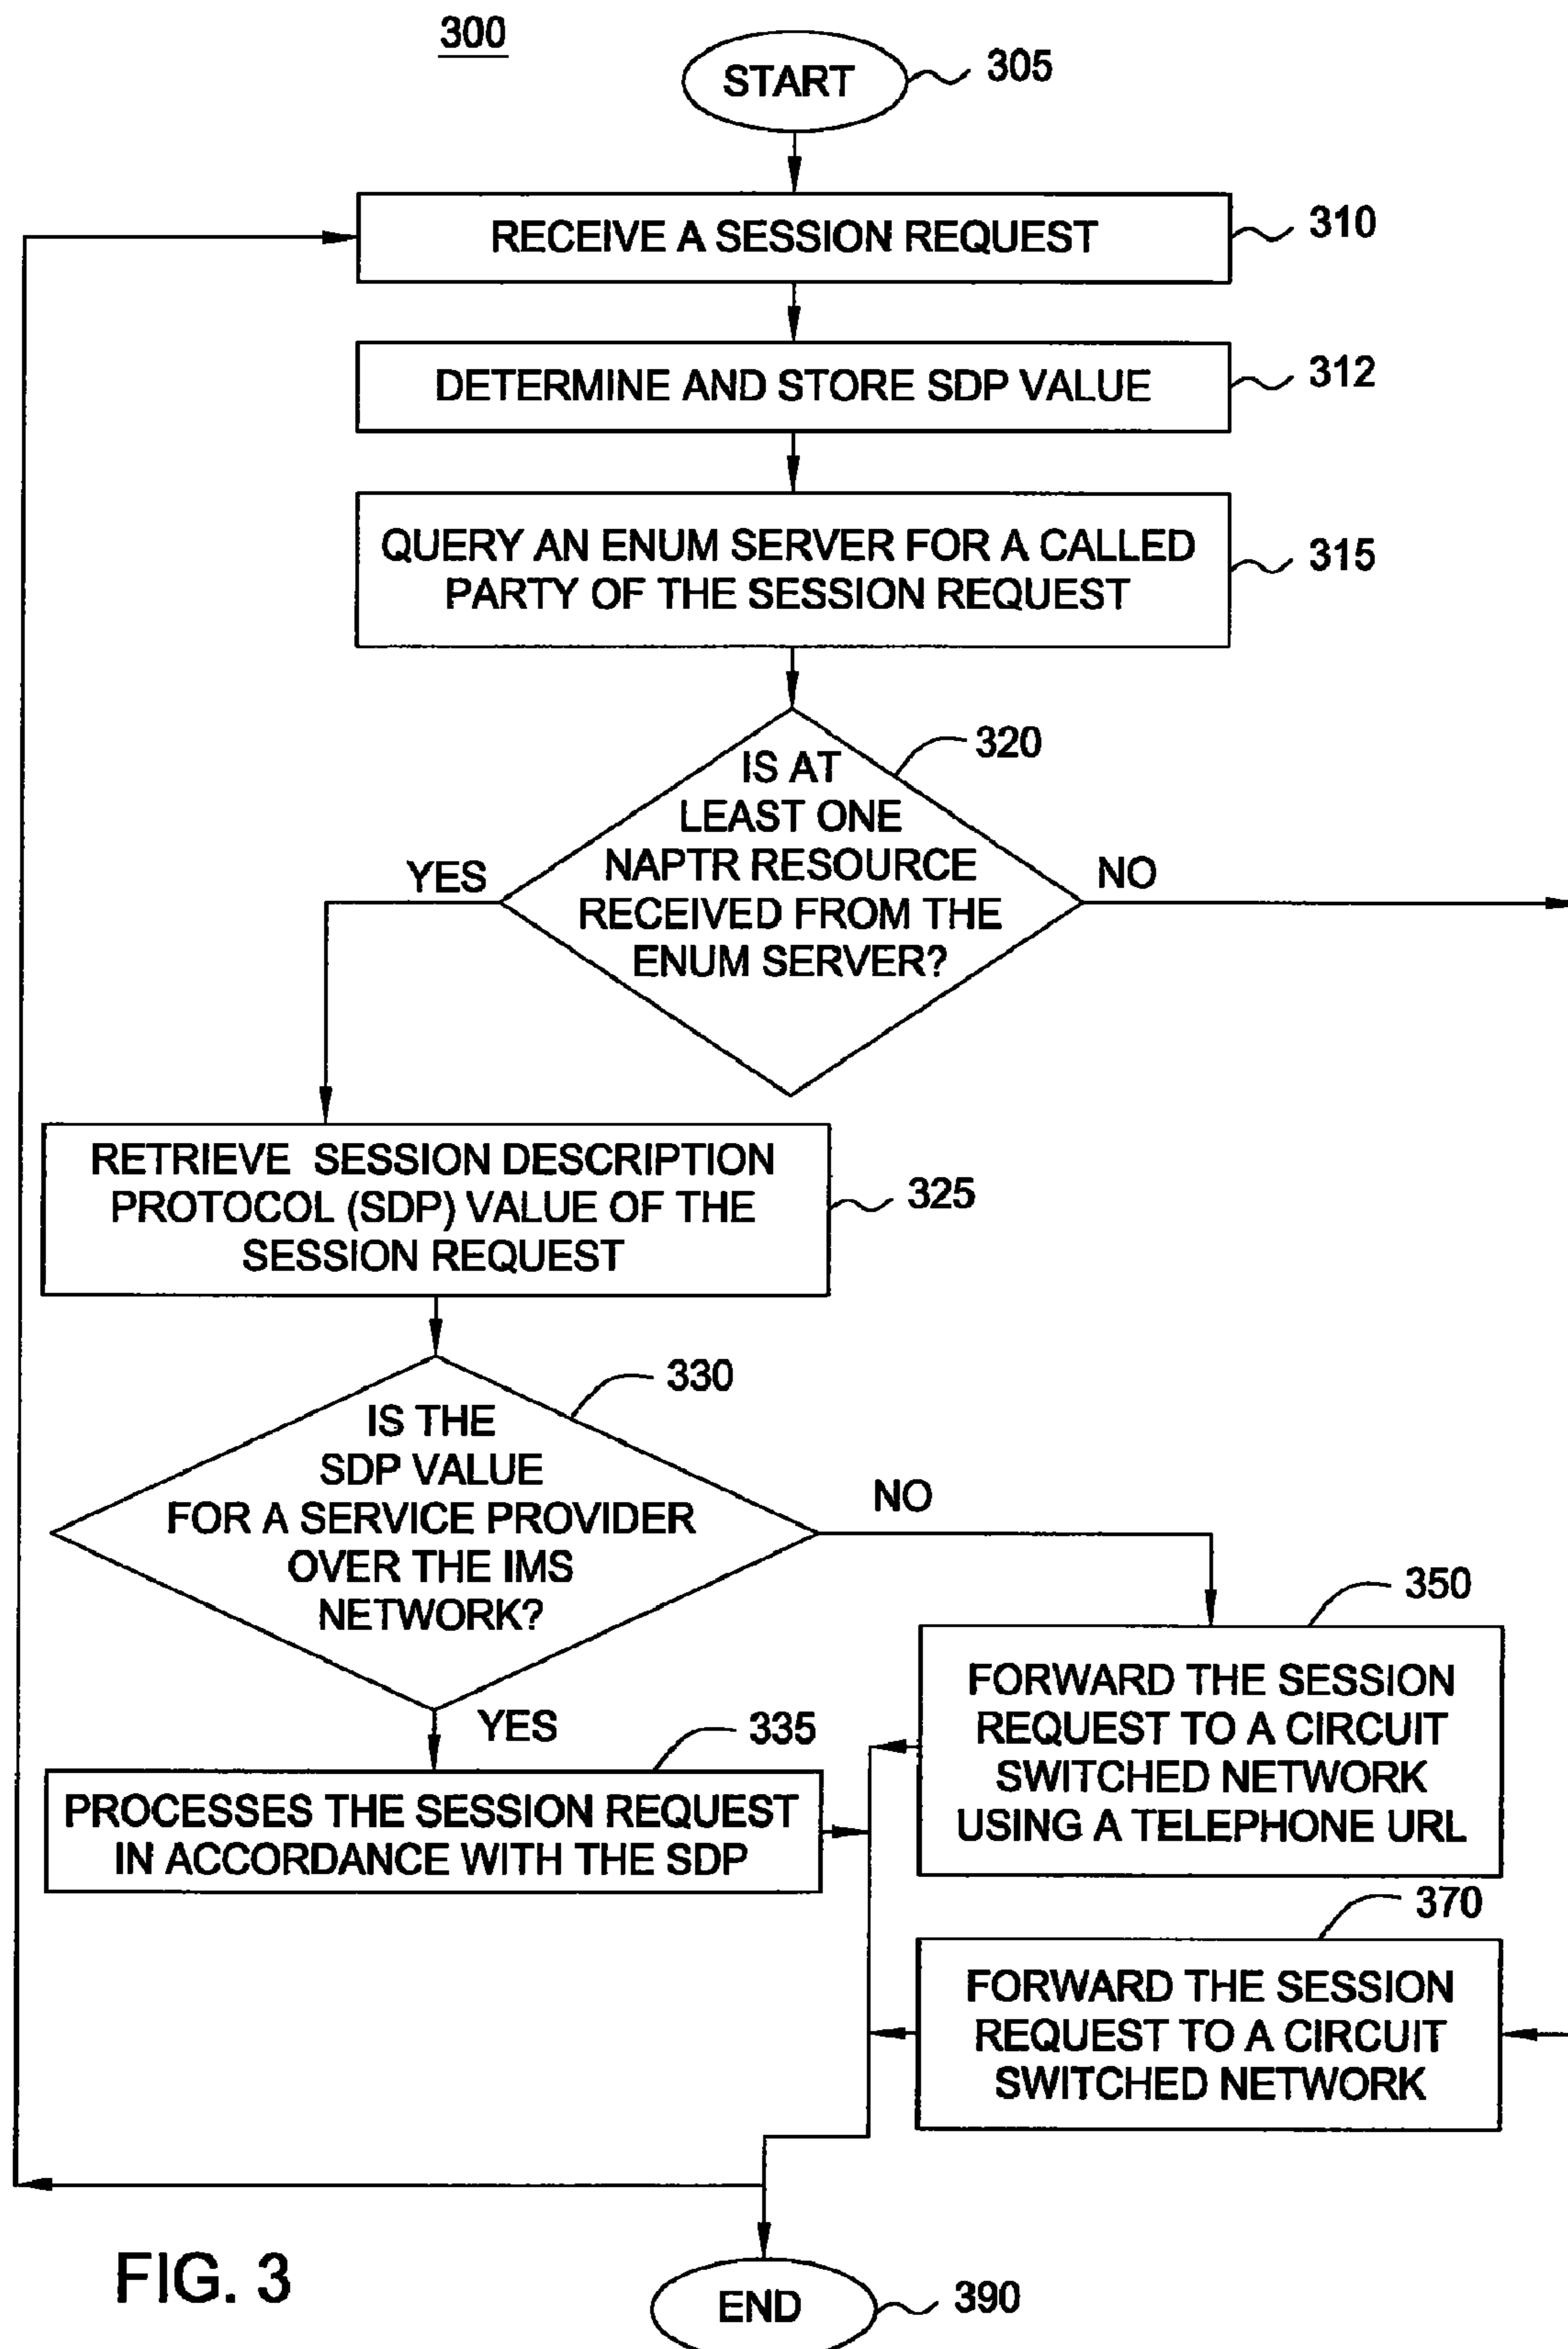 300
START
305
RECEIVE A SESSION REQUEST
310
DETERMINE AND STORE SDP VALUE
312
QUERY AN ENUM SERVER FOR A CALLED
PARTY OF THE SESSION REQUEST
315
320
IS AT
LEAST ONE
NAPTR RESOURCE
RECEIVED FROM THE
ENUM SERVER?
YES
NO
RETRIEVE SESSION DESCRIPTION
PROTOCOL (SDP) VALUE OF THE
SESSION REQUEST
325
330
IS THE
SDP VALUE
FOR A SERVICE PROVIDER
OVER THE IMS
NETWORK?
NO
YES
335
PROCESSES THE SESSION REQUEST
IN ACCORDANCE WITH THE SDP
350
FORWARD THE SESSION
REQUEST TO A CIRCUIT
SWITCHED NETWORK
USING A TELEPHONE URL
370
FORWARD THE SESSION
REQUEST TO A CIRCUIT
SWITCHED NETWORK
FIG. 3
END
390